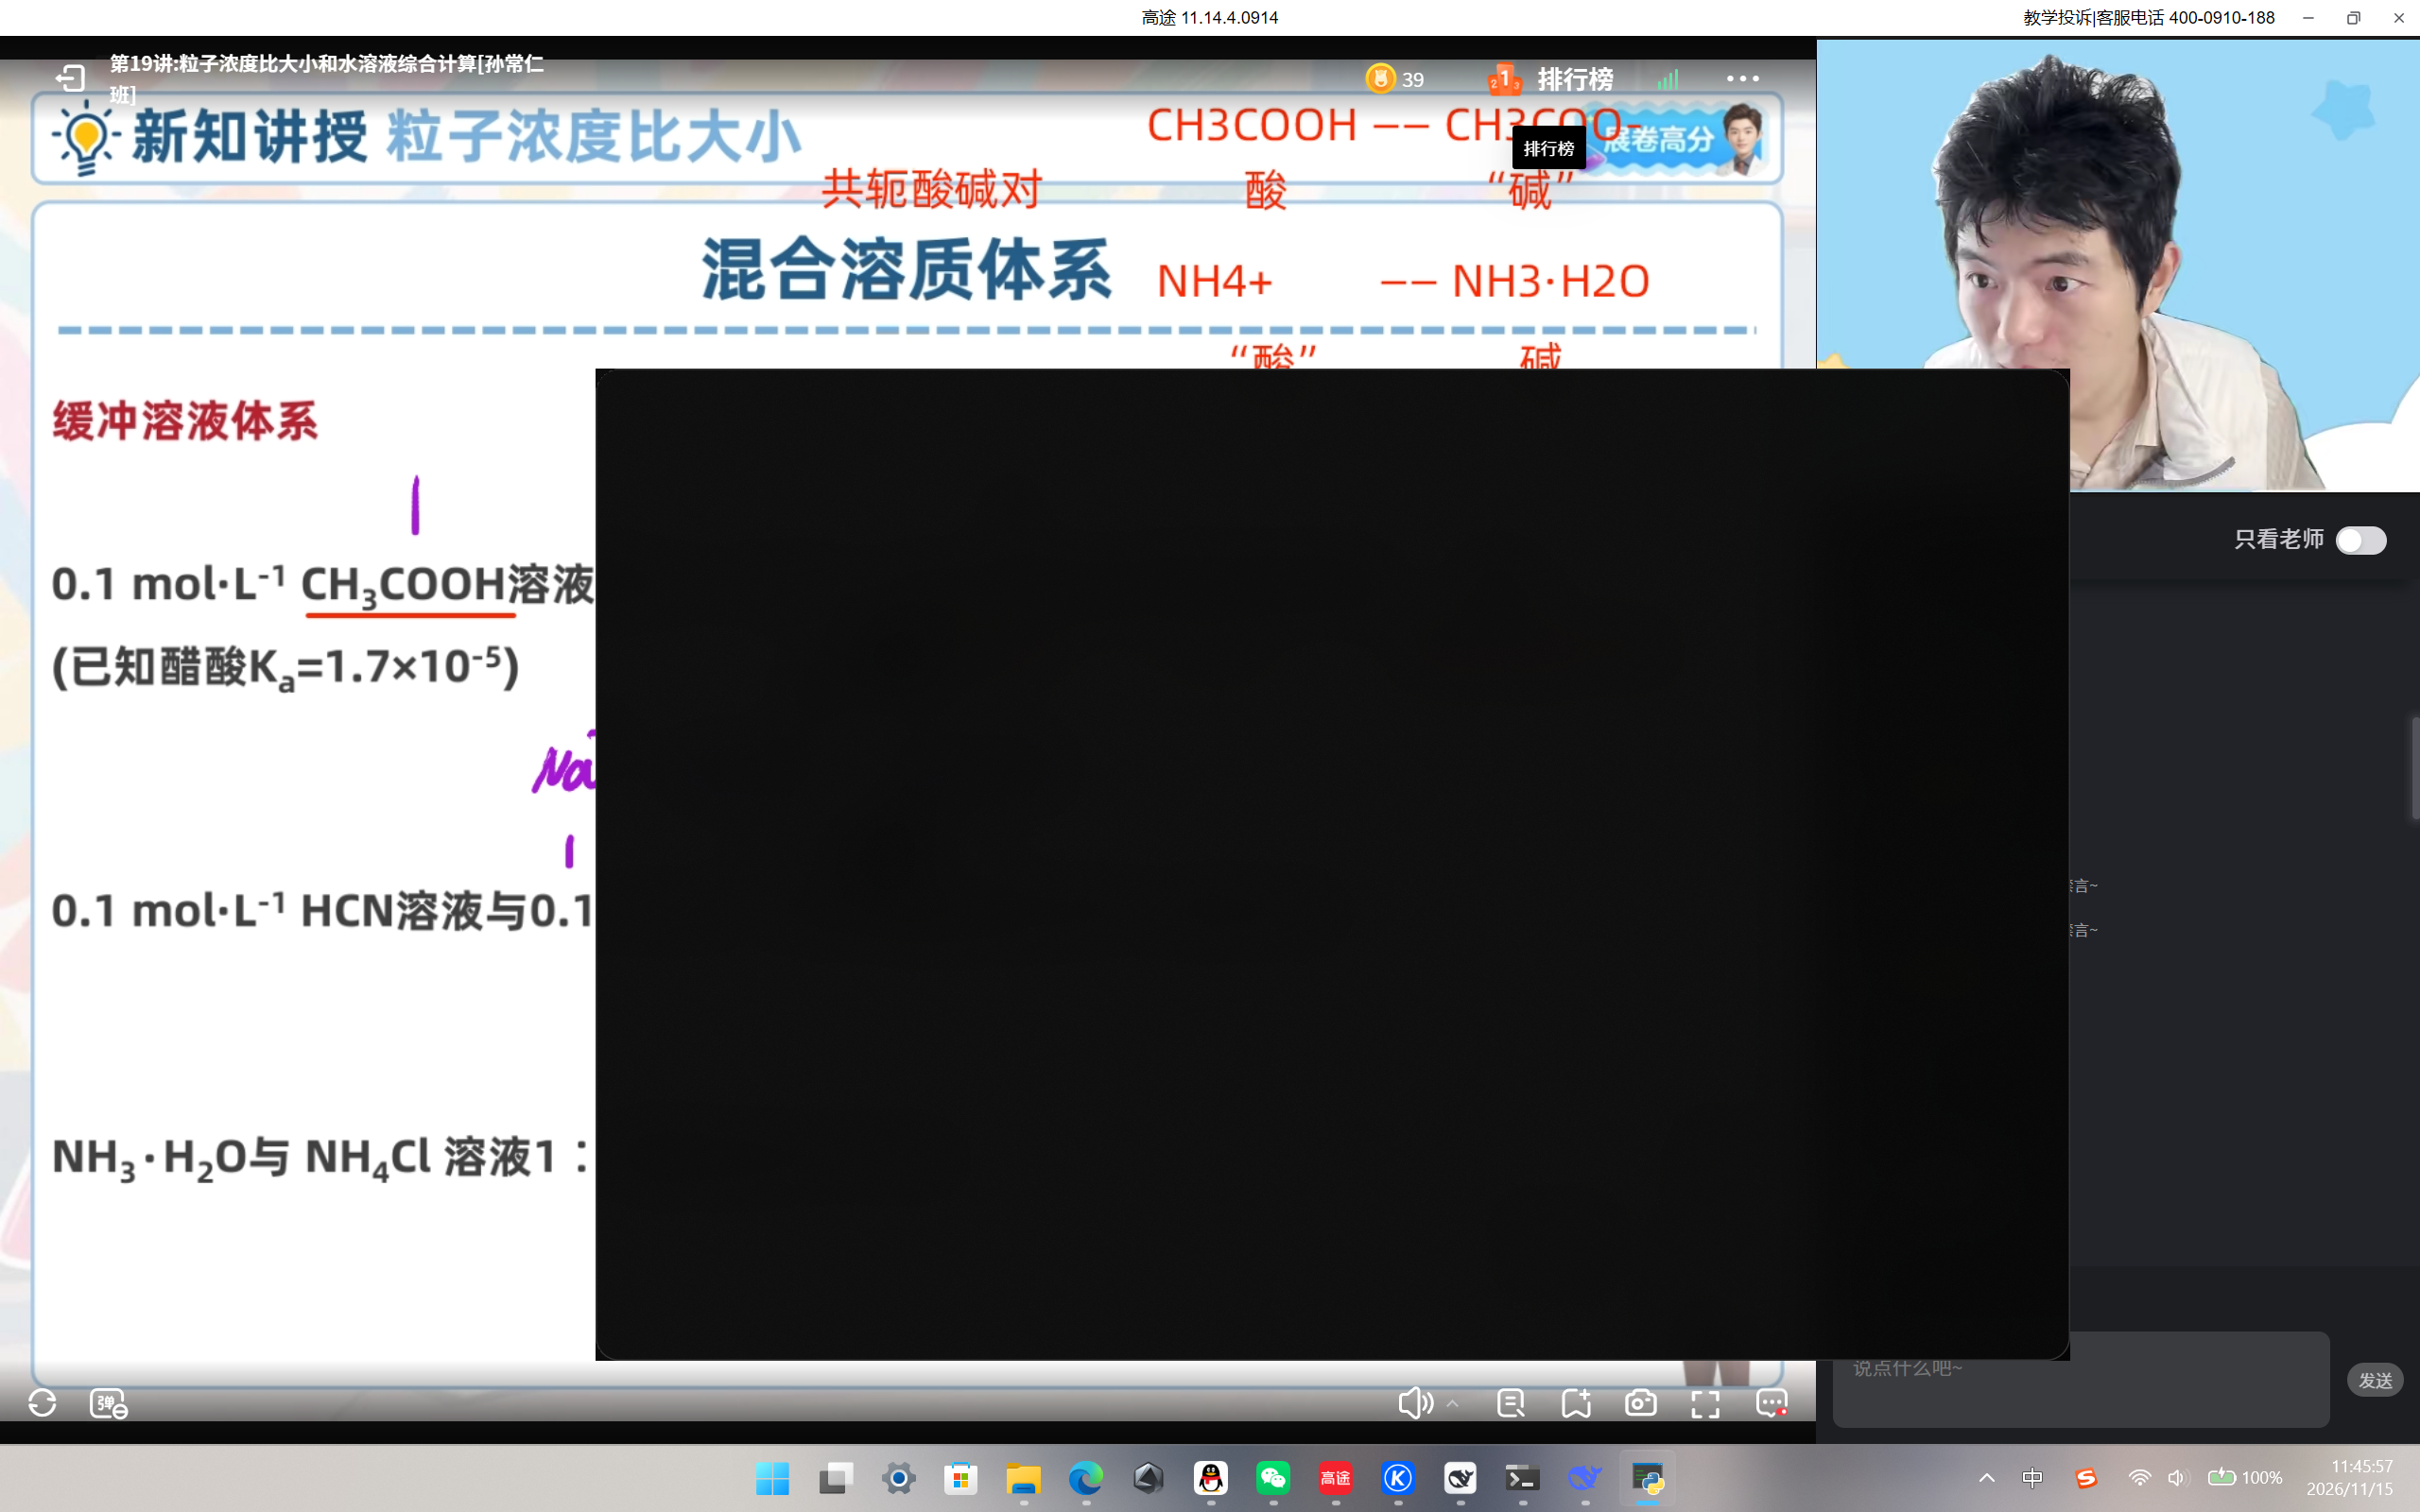 高途 11.14.4.0914
教学投诉|客服电话 400-0910-188
第19讲:粒子浓度比大小和水溶液综合计算[孙常仁
班]
39
排行榜
新知讲授 粒子浓度比大小
CH3COOH —— CH3COO-
展卷高分
排行榜
共轭酸碱对 酸 “碱”
混合溶质体系
NH4+ —— NH3·H2O
“酸” 碱
缓冲溶液体系
只看老师
0.1 mol·L⁻¹ CH₃COOH溶液
(已知醋酸Kₐ=1.7×10⁻⁵)
Na
言~
0.1 mol·L⁻¹ HCN溶液与0.1
言~
NH₃·H₂O与 NH₄Cl 溶液1：
说点什么吧~
发送
弹
高途
中
100%
11:45:57
2026/11/15